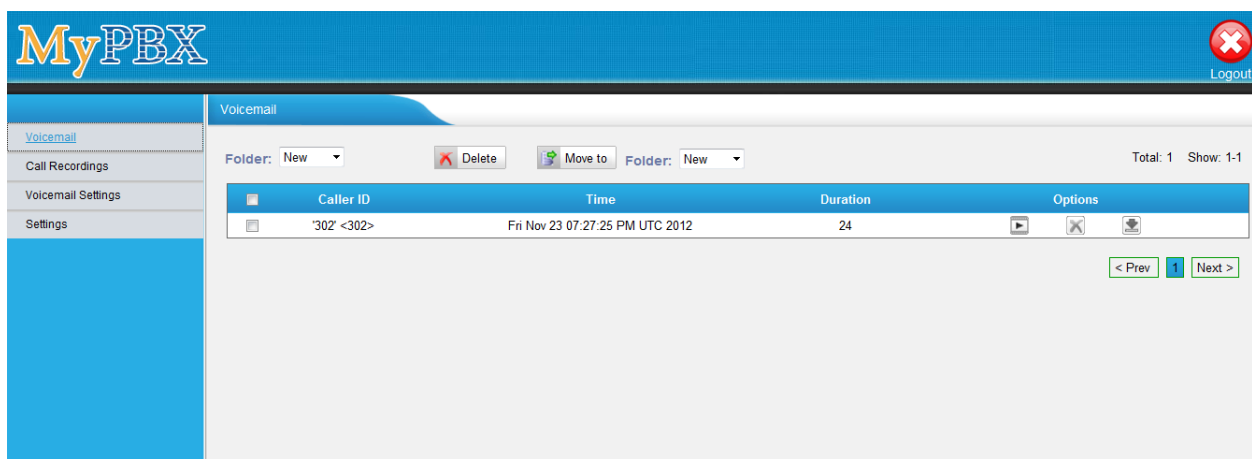 MyPBX
Logout
Voicemail
Voicemail
Call Recordings
Voicemail Settings
Settings
Folder: New Delete Move to Folder: New Total: 1 Show: 1-1
Caller ID Time Duration Options
'302' <302> Fri Nov 23 07:27:25 PM UTC 2012 24
< Prev 1 Next >